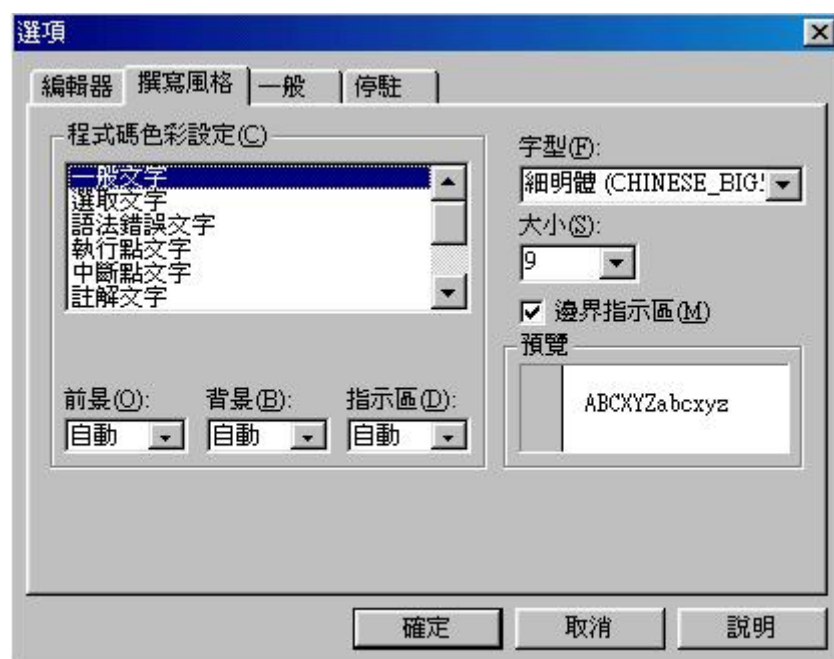 選項
編輯器 撰寫風格 一般 停駐
程式碼色彩設定(C)
一般文字
選取文字
語法錯誤文字
執行點文字
中斷點文字
註解文字
前景(O): 背景(B): 指示區(D):
自動 自動 自動
字型(F):
細明體 (CHINESE_BIG
大小(S):
9
邊界指示區(M)
預覽
ABCXYZabcxyz
確定 取消 說明